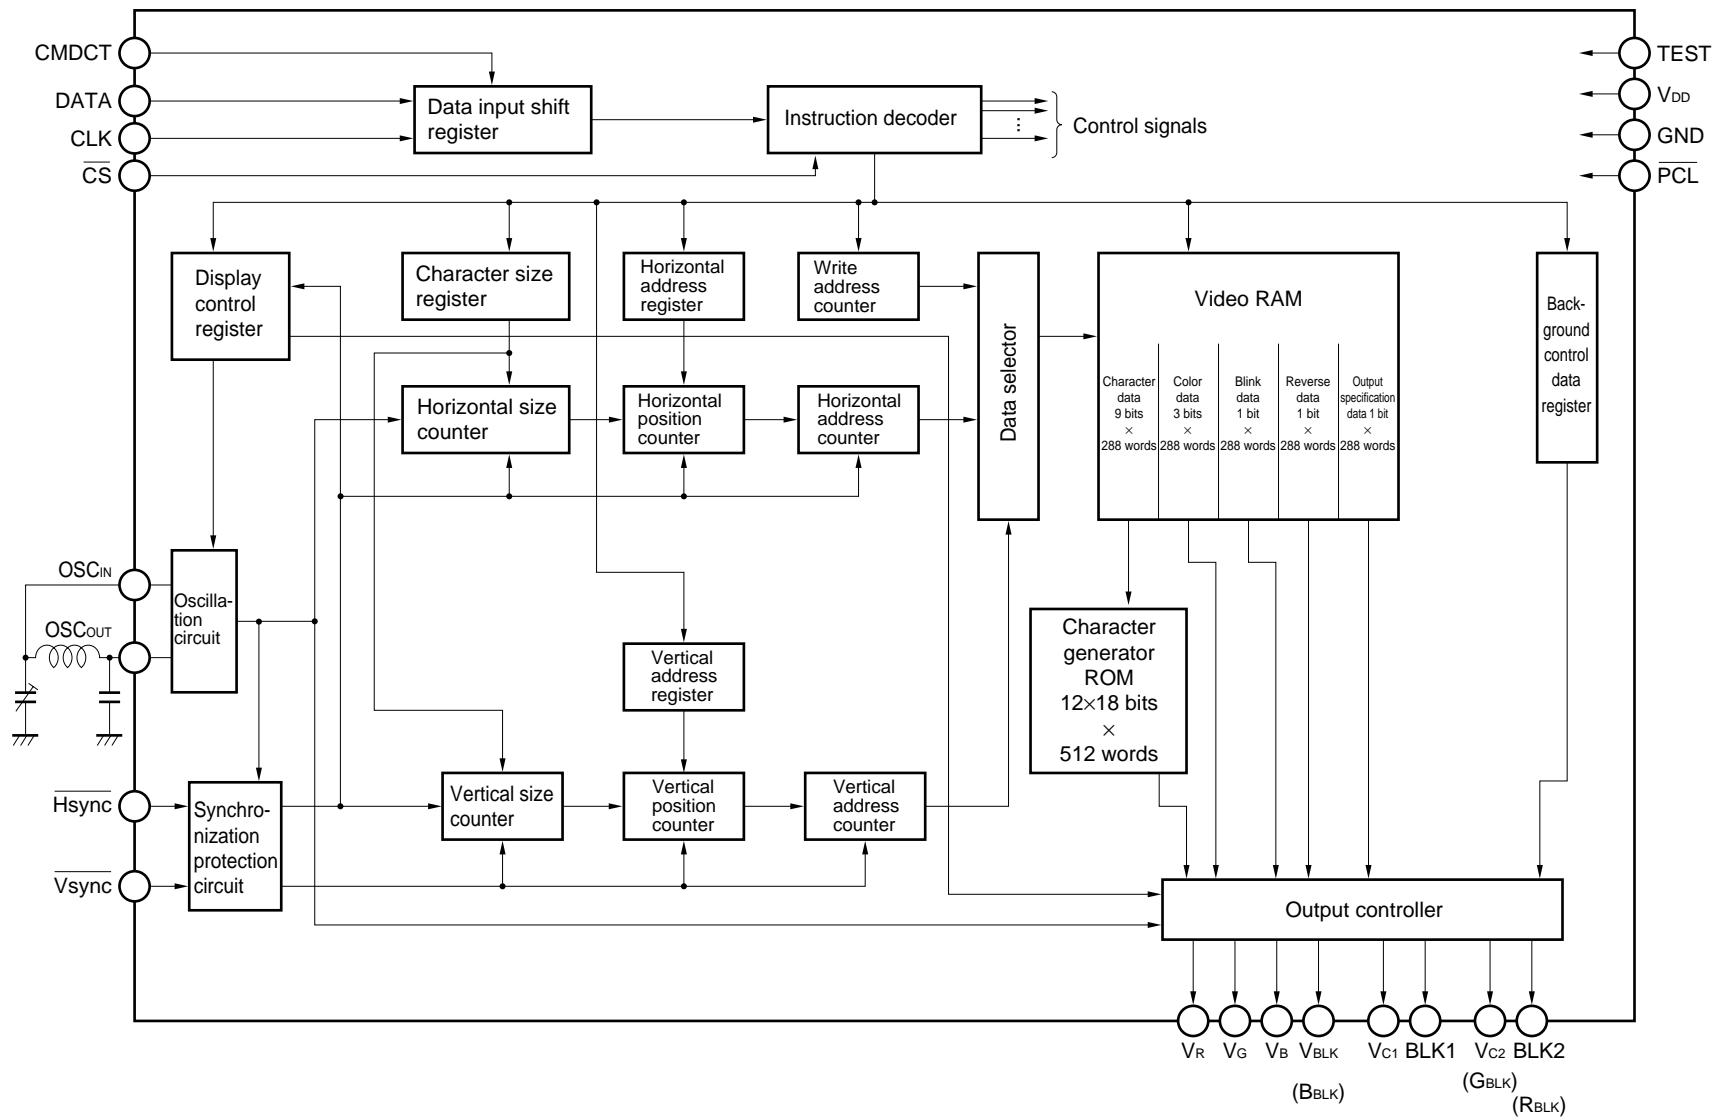 CMDCT
DATA
CLK
CS
Data input shift
register
Instruction decoder
...
Control signals
TEST
VDD
GND
PCL
Display
control
register
Character size
register
Horizontal
address
register
Write
address
counter
Data selector
Video RAM
Character
data
9 bits
×
288 words
Color
data
3 bits
×
288 words
Blink
data
1 bit
×
288 words
Reverse
data
1 bit
×
288 words
Output
specification
data 1 bit
×
288 words
Back-
ground
control
data
register
Horizontal size
counter
Horizontal
position
counter
Horizontal
address
counter
OSCIN
OSCOUT
Oscilla-
tion
circuit
Vertical
address
register
Character
generator
ROM
12×18 bits
×
512 words
Hsync
Vsync
Synchro-
nization
protection
circuit
Vertical size
counter
Vertical
position
counter
Vertical
address
counter
Output controller
VR
VG
VB
VBLK
VC1
BLK1
VC2
BLK2
(BBLK)
(GBLK)
(RBLK)